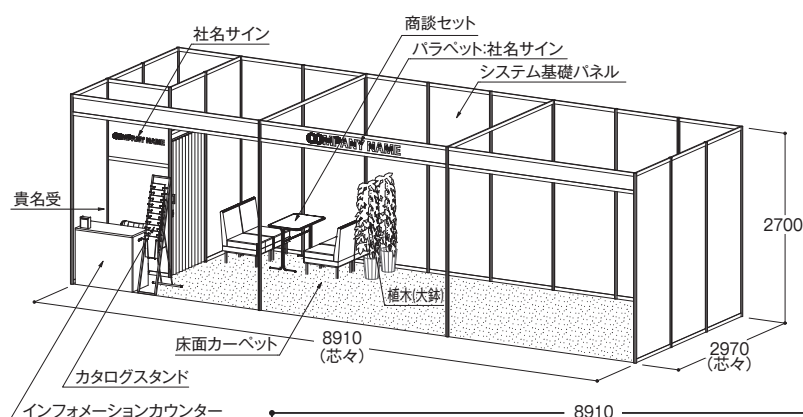 商談セット
社名サイン
パラペット:社名サイン
システム基礎パネル
COMPANY NAME
COMPANY NAME
貴名受
2700
植木(大鉢)
床面カーペット
8910
(芯々)
2970
(芯々)
カタログスタンド
インフォメーションカウンター
8910